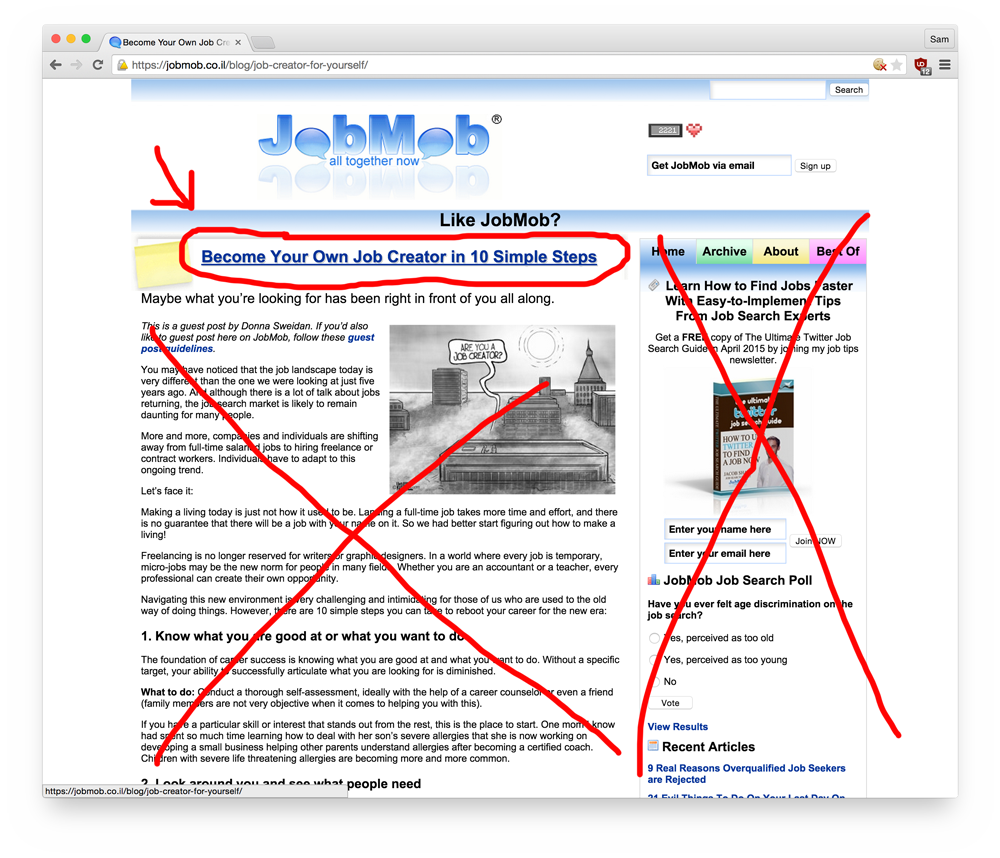 Become Your Own Job Cre
Sam
https://jobmob.co.il/blog/job-creator-for-yourself/
12
Search
JobMob®
all together now
2221
Get JobMob via email
Sign up
Like JobMob?
Become Your Own Job Creator in 10 Simple Steps
Maybe what you're looking for has been right in front of you all along.
This is a guest post by Donna Sweidan. If you'd also
like to guest post here on JobMob, follow these guest
post guidelines.
You may have noticed that the job landscape today is
very different than the one we were looking at just five
years ago. And although there is a lot of talk about jobs
returning, the job search market is likely to remain
daunting for many people.
More and more, companies and individuals are shifting
away from full-time salaried jobs to hiring freelance or
contract workers. Individuals have to adapt to this
ongoing trend.
ARE YOU A
JOB CREATOR?
Let's face it:
Making a living today is just not how it used to be. Landing a full-time job takes more time and effort, and there
is no guarantee that there will be a job with your name on it. So we had better start figuring out how to make a
living!
Freelancing is no longer reserved for writers or graphic designers. In a world where every job is temporary,
micro-jobs may be the new norm for people in many fields. Whether you are an accountant or a teacher, every
professional can create their own opportunity.
Navigating this new environment is very challenging and intimidating for those of us who are used to the old
way of doing things. However, there are 10 simple steps you can take to reboot your career for the new era:
1. Know what you are good at or what you want to do
The foundation of career success is knowing what you are good at and what you want to do. Without a specific
target, your ability to successfully articulate what you are looking for is diminished.
What to do: Conduct a thorough self-assessment, ideally with the help of a career counselor or even a friend
(family members are not very objective when it comes to helping you with this).
If you have a particular skill or interest that stands out from the rest, this is the place to start. One mom I know
had spent so much time learning how to deal with her son's severe allergies that she is now working on
developing a small business helping other parents understand allergies after becoming a certified coach.
Children with severe life threatening allergies are becoming more and more common.
2. Look around you and see what people need
https://jobmob.co.il/blog/job-creator-for-yourself/
Home
Archive
About
Best Of
Learn How to Find Jobs Faster
With Easy-to-Implement Tips
From Job Search Experts
Get a FREE copy of The Ultimate Twitter Job
Search Guide in April 2015 by joining my job tips
newsletter.
the ultimate
twitter
job search guide
HOW TO USE
TWITTER
TO FIND
A JOB NOW
Enter your name here
Enter your email here
Join NOW
JobMob Job Search Poll
Have you ever felt age discrimination on the
job search?
Yes, perceived as too old
Yes, perceived as too young
No
Vote
View Results
Recent Articles
9 Real Reasons Overqualified Job Seekers
are Rejected
21 Evil Things To Do On Your Last Day On